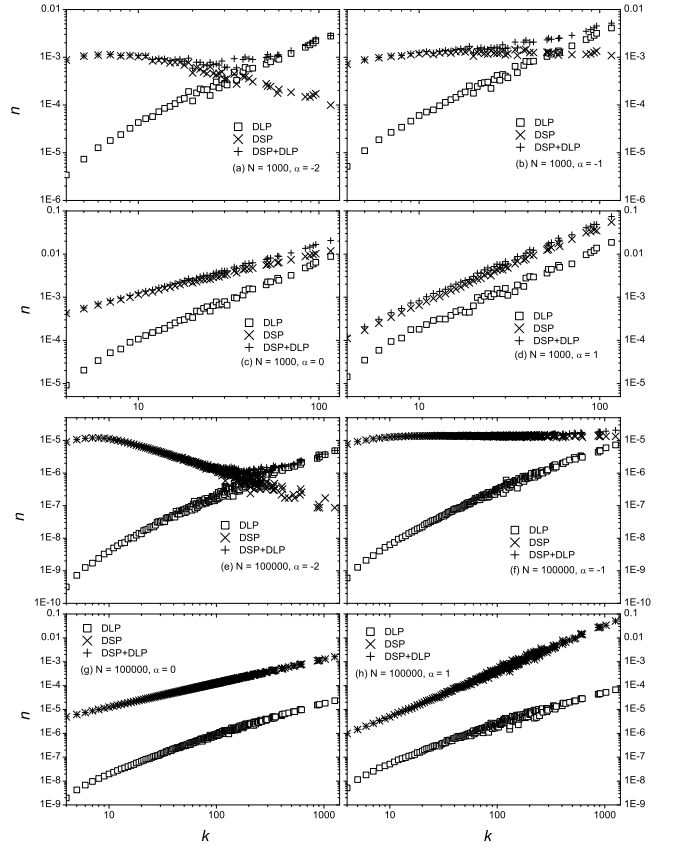 0.01
0.01
1E-3
1E-3
n
1E-4
1E-4
DLP
DSP
DSP+DLP
DLP
DSP
DSP+DLP
1E-5
1E-5
(a) N = 1000, α = -2
(b) N = 1000, α = -1
1E-6
1E-6
0.1
0.1
0.01
0.01
n
1E-3
1E-3
1E-4
1E-4
DLP
DSP
DSP+DLP
DLP
DSP
DSP+DLP
(c) N = 1000, α = 0
(d) N = 1000, α = 1
1E-5
1E-5
10
100
10
100
1E-5
1E-5
1E-6
1E-6
n
1E-7
1E-7
1E-8
1E-8
DLP
DSP
DSP+DLP
DLP
DSP
DSP+DLP
1E-9
1E-9
(e) N = 100000, α = -2
(f) N = 100000, α = -1
1E-10
1E-10
0.1
0.1
DLP
DSP
DSP+DLP
DLP
DSP
DSP+DLP
0.01
0.01
1E-3
1E-3
(g) N = 100000, α = 0
(h) N = 100000, α = 1
n
1E-4
1E-4
1E-5
1E-5
1E-6
1E-6
1E-7
1E-7
1E-8
1E-8
1E-9
1E-9
10
100
1000
10
100
1000
k
k